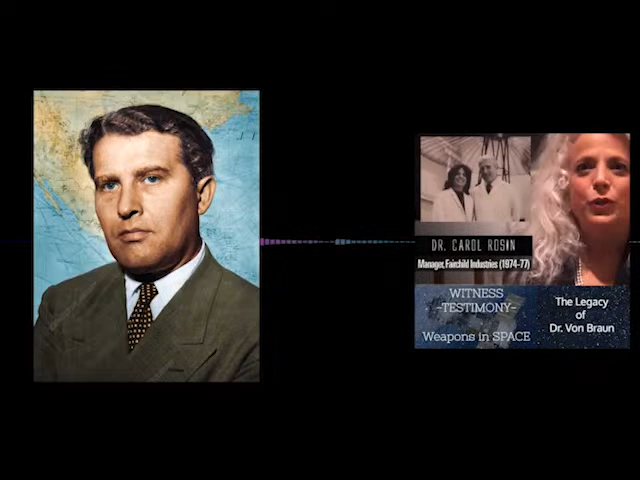 DR. CAROL ROSIN
Manager, Fairchild Industries (1974-77)
WITNESS
-TESTIMONY-
Weapons in SPACE
The Legacy
of
Dr. Von Braun